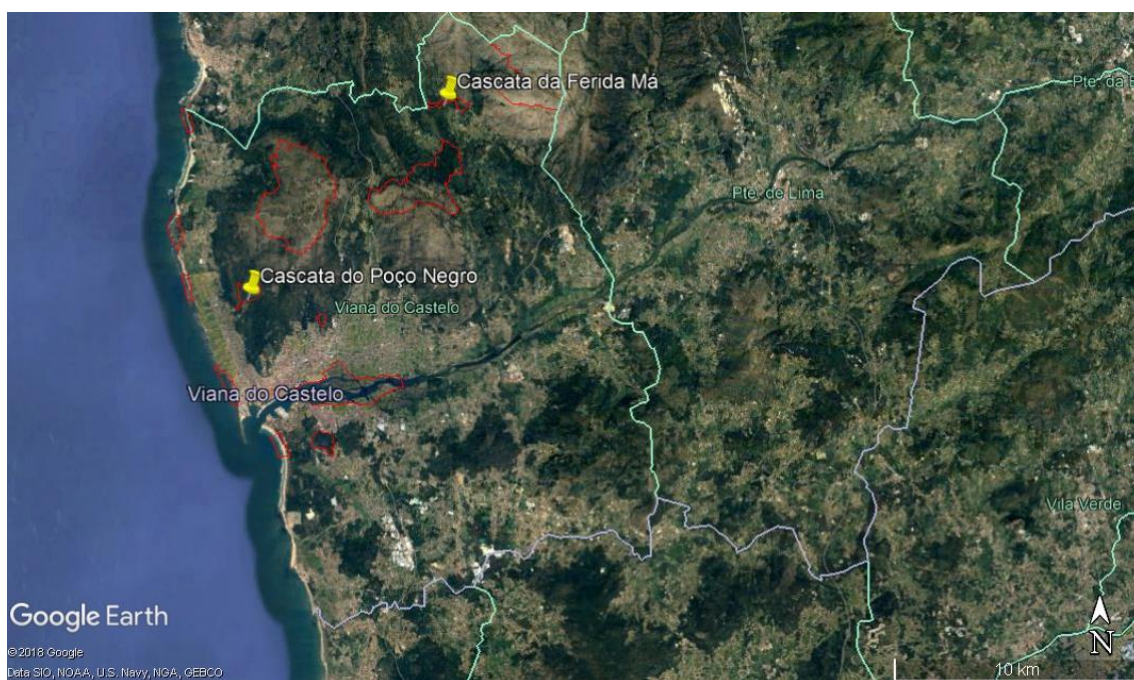 Cascata da Ferida Má
Pte. da B
Pte. de Lima
Cascata do Poço Negro
Viana do Castelo
Viana do Castelo
Vila Verde
Google Earth
©2018 Google
Data SIO, NOAA, U.S. Navy, NGA, GEBCO
N
10 km